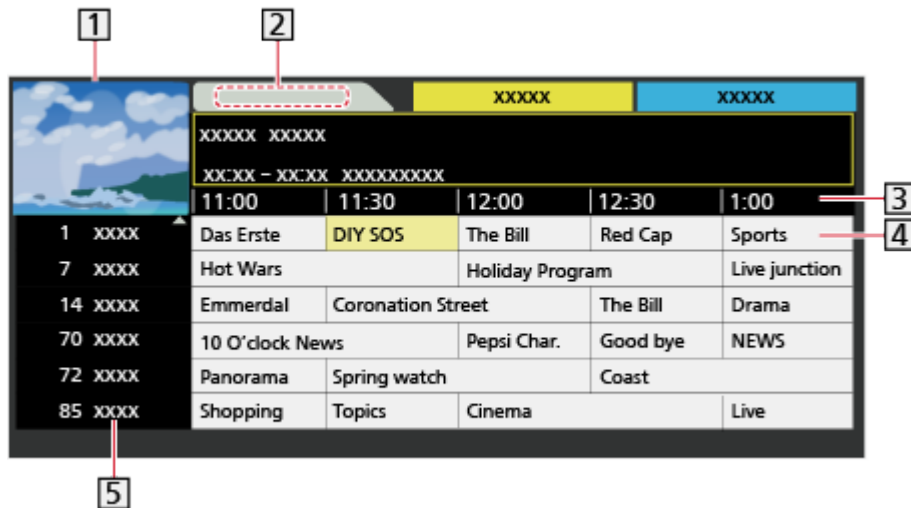 1 2
XXXXX XXXXX
XXXXX XXXXX
XX:XX – XX:XX XXXXXXXXX
11:00 11:30 12:00 12:30 1:00 3
1 XXXX Das Erste DIY SOS The Bill Red Cap Sports 4
7 XXXX Hot Wars Holiday Program Live junction
14 XXXX Emmerdal Coronation Street The Bill Drama
70 XXXX 10 O'clock News Pepsi Char. Good bye NEWS
72 XXXX Panorama Spring watch Coast
85 XXXX Shopping Topics Cinema Live
5